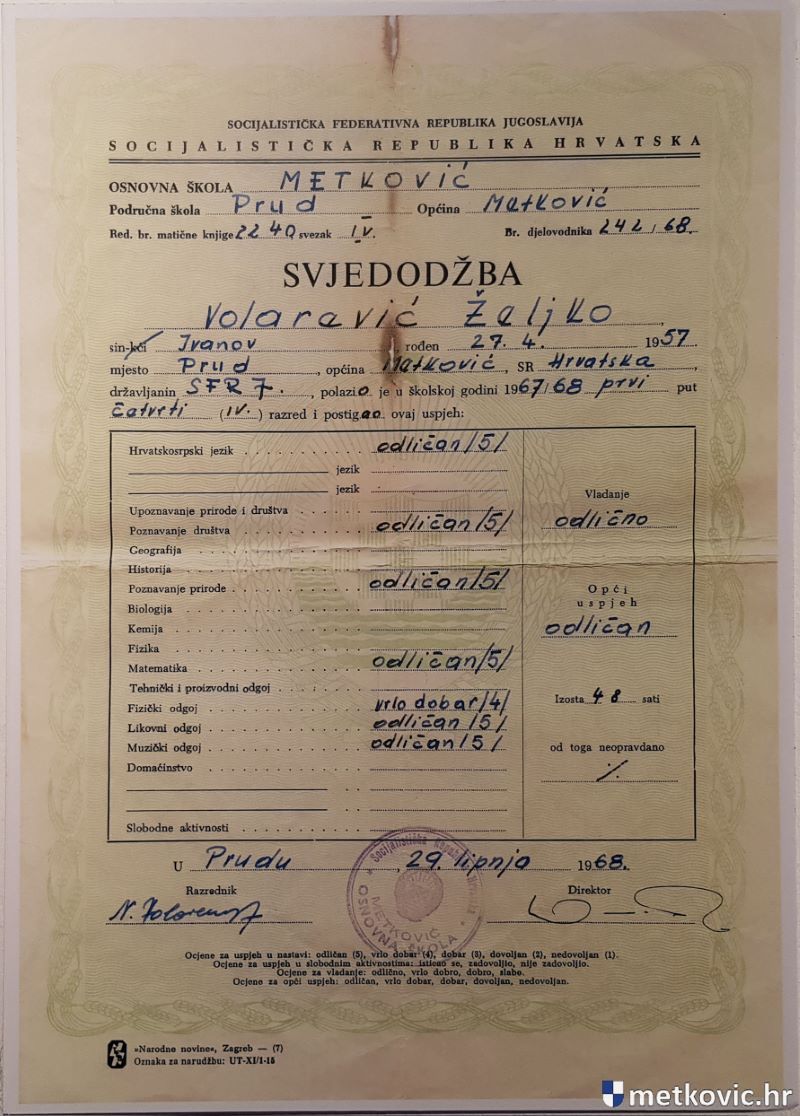 SOCIJALISTIČKA FEDERATIVNA REPUBLIKA JUGOSLAVIJA
SOCIJALISTIČKA REPUBLIKA HRVATSKA
OSNOVNA ŠKOLA METKOVIĆ
Područna škola Prud Općina Metković
Red. br. matične knjige 2240 svezak IV. Br. djelovodnika 242/68.
SVJEDODŽBA
Volarević Željko
sin-kći Ivanov rođen 27. 4. 1957
mjesto Prud, općina Metković, SR Hrvatska
državljanin SFRJ., polazio je u školskoj godini 1967/68 prvi put
četvrti (IV.) razred i postigao ovaj uspjeh:
Hrvatskosrpski jezik odličan/5/
jezik
jezik
Upoznavanje prirode i društva
Poznavanje društva odličan/5/
Geografija
Historija
Poznavanje prirode odličan/5/
Biologija
Kemija
Fizika
Matematika odličan/5/
Tehnički i proizvodni odgoj
Fizički odgoj vrlo dobar/4/
Likovni odgoj odličan/5/
Muzički odgoj odličan/5/
Domaćinstvo
Slobodne aktivnosti
Vladanje
odlično
Opći
uspjeh
odličan
Izosta 48 sati
od toga neopravdano
/.
U Prudu, 29. lipnja 1968.
Razrednik Direktor
Socijalistička Republika Hrvatska
METKOVIĆ
OSNOVNA ŠKOLA
Ocjene za uspjeh u nastavi: odličan (5), vrlo dobar (4), dobar (3), dovoljan (2), nedovoljan (1).
Ocjene za uspjeh u slobodnim aktivnostima: isticao se, zadovoljio, nije zadovoljio.
Ocjene za vladanje: odlično, vrlo dobro, dobro, slabo.
Ocjene za opći uspjeh: odličan, vrlo dobar, dobar, dovoljan, nedovoljan.
»Narodne novine«, Zagreb — (7)
Oznaka za narudžbu: UT-XI/1-15
metkovic.hr